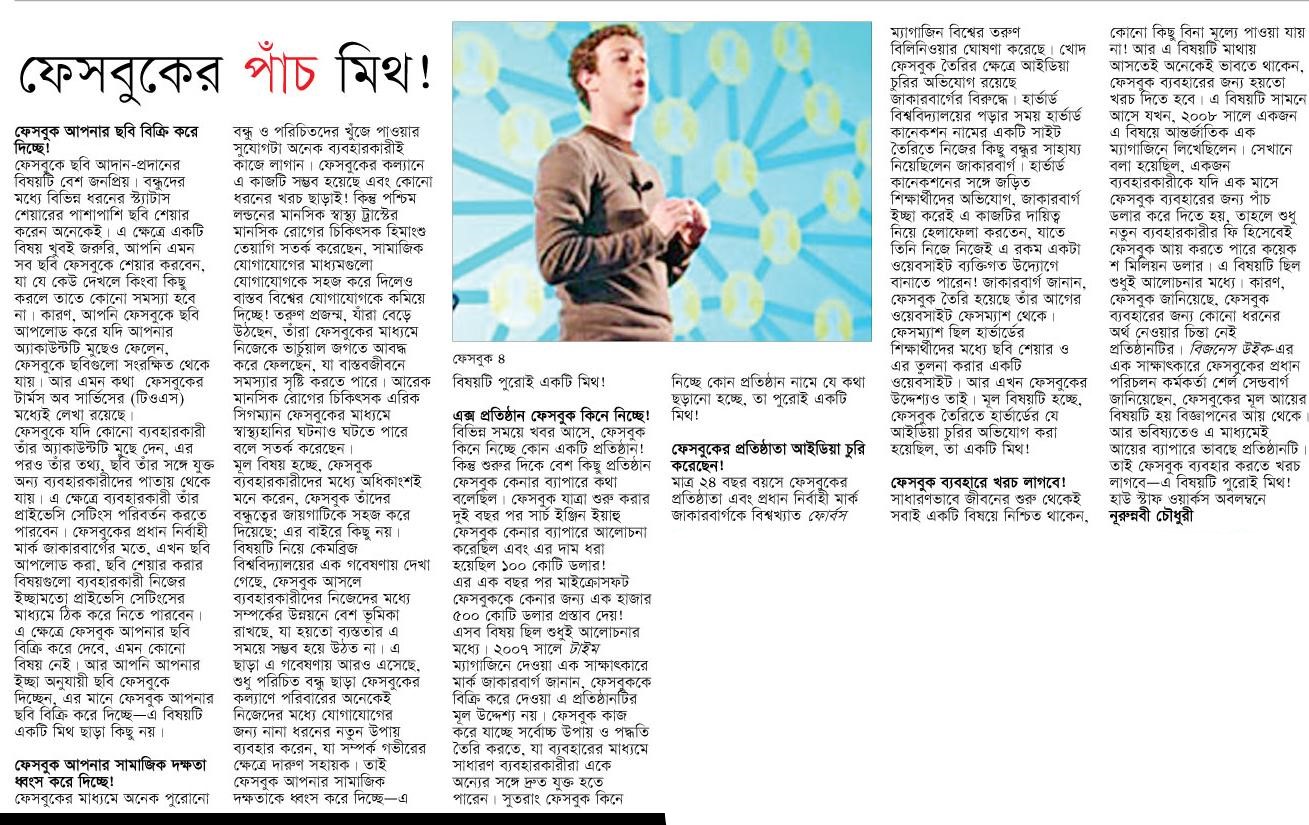 ফেসবুকের পাঁচ মিথ!
ফেসবুক আপনার ছবি বিক্রি করে
দিচ্ছে!
ফেসবুকে ছবি আদান-প্রদানের
বিষয়টি বেশ জনপ্রিয়। বন্ধুদের
মধ্যে বিভিন্ন ধরনের স্ট্যাটাস
শেয়ারের পাশাপাশি ছবি শেয়ার
করেন অনেকেই। এ ক্ষেত্রে একটি
বিষয় খুবই জরুরি, আপনি এমন
সব ছবি ফেসবুকে শেয়ার করবেন,
যা যে কেউ দেখলে কিংবা কিছু
করলে তাতে কোনো সমস্যা হবে
না। কারণ, আপনি ফেসবুকে ছবি
আপলোড করে যদি আপনার
অ্যাকাউন্টটি মুছেও ফেলেন,
ফেসবুকে ছবিগুলো সংরক্ষিত থেকে
যায়। আর এমন কথা ফেসবুকের
টার্মস অব সার্ভিসের (টিওএস)
মধ্যেই লেখা রয়েছে।
ফেসবুকে যদি কোনো ব্যবহারকারী
তাঁর অ্যাকাউন্টটি মুছে দেন, এর
পরও তাঁর তথ্য, ছবি তাঁর সঙ্গে যুক্ত
অন্য ব্যবহারকারীদের পাতায় থেকে
যায়। এ ক্ষেত্রে ব্যবহারকারী তাঁর
প্রাইভেসি সেটিংস পরিবর্তন করতে
পারবেন। ফেসবুকের প্রধান নির্বাহী
মার্ক জাকারবার্গের মতে, এখন ছবি
আপলোড করা, ছবি শেয়ার করার
বিষয়গুলো ব্যবহারকারী নিজের
ইচ্ছামতো প্রাইভেসি সেটিংসের
মাধ্যমে ঠিক করে নিতে পারবেন।
এ ক্ষেত্রে ফেসবুক আপনার ছবি
বিক্রি করে দেবে, এমন কোনো
বিষয় নেই। আর আপনি আপনার
ইচ্ছা অনুযায়ী ছবি ফেসবুকে
দিচ্ছেন, এর মানে ফেসবুক আপনার
ছবি বিক্রি করে দিচ্ছে—এ বিষয়টি
একটি মিথ ছাড়া কিছু নয়।
ফেসবুক আপনার সামাজিক দক্ষতা
ধ্বংস করে দিচ্ছে!
ফেসবুকের মাধ্যমে অনেক পুরোনো
বন্ধু ও পরিচিতদের খুঁজে পাওয়ার
সুযোগটা অনেক ব্যবহারকারীই
কাজে লাগান। ফেসবুকের কল্যানে
এ কাজটি সম্ভব হয়েছে এবং কোনো
ধরনের খরচ ছাড়াই! কিন্তু পশ্চিম
লন্ডনের মানসিক স্বাস্থ্য ট্রাস্টের
মানসিক রোগের চিকিৎসক হিমাংশু
তেয়াগি সতর্ক করেছেন, সামাজিক
যোগাযোগের মাধ্যমগুলো
যোগাযোগকে সহজ করে দিলেও
বাস্তব বিশ্বের যোগাযোগকে কমিয়ে
দিচ্ছে! তরুণ প্রজন্ম, যাঁরা বেড়ে
উঠছেন, তাঁরা ফেসবুকের মাধ্যমে
নিজেকে ভার্চুয়াল জগতে আবদ্ধ
করে ফেলছেন, যা বাস্তবজীবনে
সমস্যার সৃষ্টি করতে পারে। আরেক
মানসিক রোগের চিকিৎসক এরিক
সিগম্যান ফেসবুকের মাধ্যমে
স্বাস্থ্যহানির ঘটনাও ঘটতে পারে
বলে সতর্ক করেছেন।
মূল বিষয় হচ্ছে, ফেসবুক
ব্যবহারকারীদের মধ্যে অধিকাংশই
মনে করেন, ফেসবুক তাঁদের
বন্ধুত্বের জায়গাটিকে সহজ করে
দিয়েছে; এর বাইরে কিছু নয়।
বিষয়টি নিয়ে কেমব্রিজ
বিশ্ববিদ্যালয়ের এক গবেষণায় দেখা
গেছে, ফেসবুক আসলে
ব্যবহারকারীদের নিজেদের মধ্যে
সম্পর্কের উন্নয়নে বেশ ভূমিকা
রাখছে, যা হয়তো ব্যস্ততার এ
সময়ে সম্ভব হয়ে উঠত না। এ
ছাড়া এ গবেষণায় আরও এসেছে,
শুধু পরিচিত বন্ধু ছাড়া ফেসবুকের
কল্যাণে পরিবারের অনেকেই
নিজেদের মধ্যে যোগাযোগের
জন্য নানা ধরনের নতুন উপায়
ব্যবহার করেন, যা সম্পর্ক গভীরের
ক্ষেত্রে দারুণ সহায়ক। তাই
ফেসবুক আপনার সামাজিক
দক্ষতাকে ধ্বংস করে দিচ্ছে—এ
ফেসবুক ৪
বিষয়টি পুরোই একটি মিথ!
এক্স প্রতিষ্ঠান ফেসবুক কিনে নিচ্ছে!
বিভিন্ন সময়ে খবর আসে, ফেসবুক
কিনে নিচ্ছে কোন একটি প্রতিষ্ঠান!
কিন্তু শুরুর দিকে বেশ কিছু প্রতিষ্ঠান
ফেসবুক কেনার ব্যাপারে কথা
বলেছিল। ফেসবুক যাত্রা শুরু করার
দুই বছর পর সার্চ ইঞ্জিন ইয়াহু
ফেসবুক কেনার ব্যাপারে আলোচনা
করেছিল এবং এর দাম ধরা
হয়েছিল ১০০ কোটি ডলার!
এর এক বছর পর মাইক্রোসফট
ফেসবুককে কেনার জন্য এক হাজার
৫০০ কোটি ডলার প্রস্তাব দেয়!
এসব বিষয় ছিল শুধুই আলোচনার
মধ্যে। ২০০৭ সালে টাইম
ম্যাগাজিনে দেওয়া এক সাক্ষাৎকারে
মার্ক জাকারবার্গ জানান, ফেসবুককে
বিক্রি করে দেওয়া এ প্রতিষ্ঠানটির
মূল উদ্দেশ্য নয়। ফেসবুক কাজ
করে যাচ্ছে সর্বোচ্চ উপায় ও পদ্ধতি
তৈরি করতে, যা ব্যবহারের মাধ্যমে
সাধারণ ব্যবহারকারীরা একে
অন্যের সঙ্গে দ্রুত যুক্ত হতে
পারেন। সুতরাং ফেসবুক কিনে
নিচ্ছে কোন প্রতিষ্ঠান নামে যে কথা
ছড়ানো হচ্ছে, তা পুরোই একটি
মিথ!
ফেসবুকের প্রতিষ্ঠাতা আইডিয়া চুরি
করেছেন!
মাত্র ২৪ বছর বয়সে ফেসবুকের
প্রতিষ্ঠাতা এবং প্রধান নির্বাহী মার্ক
জাকারবার্গকে বিশ্বখ্যাত ফোর্বস
ম্যাগাজিন বিশ্বের তরুণ
বিলিনিওয়ার ঘোষণা করেছে। খোদ
ফেসবুক তৈরির ক্ষেত্রে আইডিয়া
চুরির অভিযোগ রয়েছে
জাকারবার্গের বিরুদ্ধে। হার্ভার্ড
বিশ্ববিদ্যালয়ের পড়ার সময় হার্ভার্ড
কানেকশন নামের একটি সাইট
তৈরিতে নিজের কিছু বন্ধুর সাহায্য
নিয়েছিলেন জাকারবার্গ। হার্ভার্ড
কানেকশনের সঙ্গে জড়িত
শিক্ষার্থীদের অভিযোগ, জাকারবার্গ
ইচ্ছা করেই এ কাজটির দায়িত্ব
নিয়ে হেলাফেলা করতেন, যাতে
তিনি নিজে নিজেই এ রকম একটা
ওয়েবসাইট ব্যক্তিগত উদ্যোগে
বানাতে পারেন! জাকারবার্গ জানান,
ফেসবুক তৈরি হয়েছে তাঁর আগের
ওয়েবসাইট ফেসম্যাশ থেকে।
ফেসম্যাশ ছিল হার্ভার্ডের
শিক্ষার্থীদের মধ্যে ছবি শেয়ার ও
এর তুলনা করার একটি
ওয়েবসাইট। আর এখন ফেসবুকের
উদ্দেশ্যও তাই। মূল বিষয়টি হচ্ছে,
ফেসবুক তৈরিতে হার্ভার্ডের যে
আইডিয়া চুরির অভিযোগ করা
হয়েছিল, তা একটি মিথ!
ফেসবুক ব্যবহারে খরচ লাগবে!
সাধারণভাবে জীবনের শুরু থেকেই
সবাই একটি বিষয়ে নিশ্চিত থাকেন,
কোনো কিছু বিনা মূল্যে পাওয়া যায়
না! আর এ বিষয়টি মাথায়
আসতেই অনেকেই ভাবতে থাকেন,
ফেসবুক ব্যবহারের জন্য হয়তো
খরচ দিতে হবে। এ বিষয়টি সামনে
আসে যখন, ২০০৮ সালে একজন
এ বিষয়ে আন্তর্জাতিক এক
ম্যাগাজিনে লিখেছিলেন। সেখানে
বলা হয়েছিল, একজন
ব্যবহারকারীকে যদি এক মাসে
ফেসবুক ব্যবহারের জন্য পাঁচ
ডলার করে দিতে হয়, তাহলে শুধু
নতুন ব্যবহারকারীর ফি হিসেবেই
ফেসবুক আয় করতে পারে কয়েক
শ মিলিয়ন ডলার। এ বিষয়টি ছিল
শুধুই আলোচনার মধ্যে। কারণ,
ফেসবুক জানিয়েছে, ফেসবুক
ব্যবহারের জন্য কোনো ধরনের
অর্থ নেওয়ার চিন্তা নেই
প্রতিষ্ঠানটির। বিজনেস উইক-এর
এক সাক্ষাৎকারে ফেসবুকের প্রধান
পরিচলন কর্মকর্তা শেল সেন্ডবার্গ
জানিয়েছেন, ফেসবুকের মূল আয়ের
বিষয়টি হয় বিজ্ঞাপনের আয় থেকে।
আর ভবিষ্যতেও এ মাধ্যমেই
আয়ের ব্যাপারে ভাবছে প্রতিষ্ঠানটি।
তাই ফেসবুক ব্যবহার করতে খরচ
লাগবে—এ বিষয়টি পুরোই মিথ!
হাউ স্টাফ ওয়ার্কস অবলম্বনে
নূরুন্নবী চৌধুরী